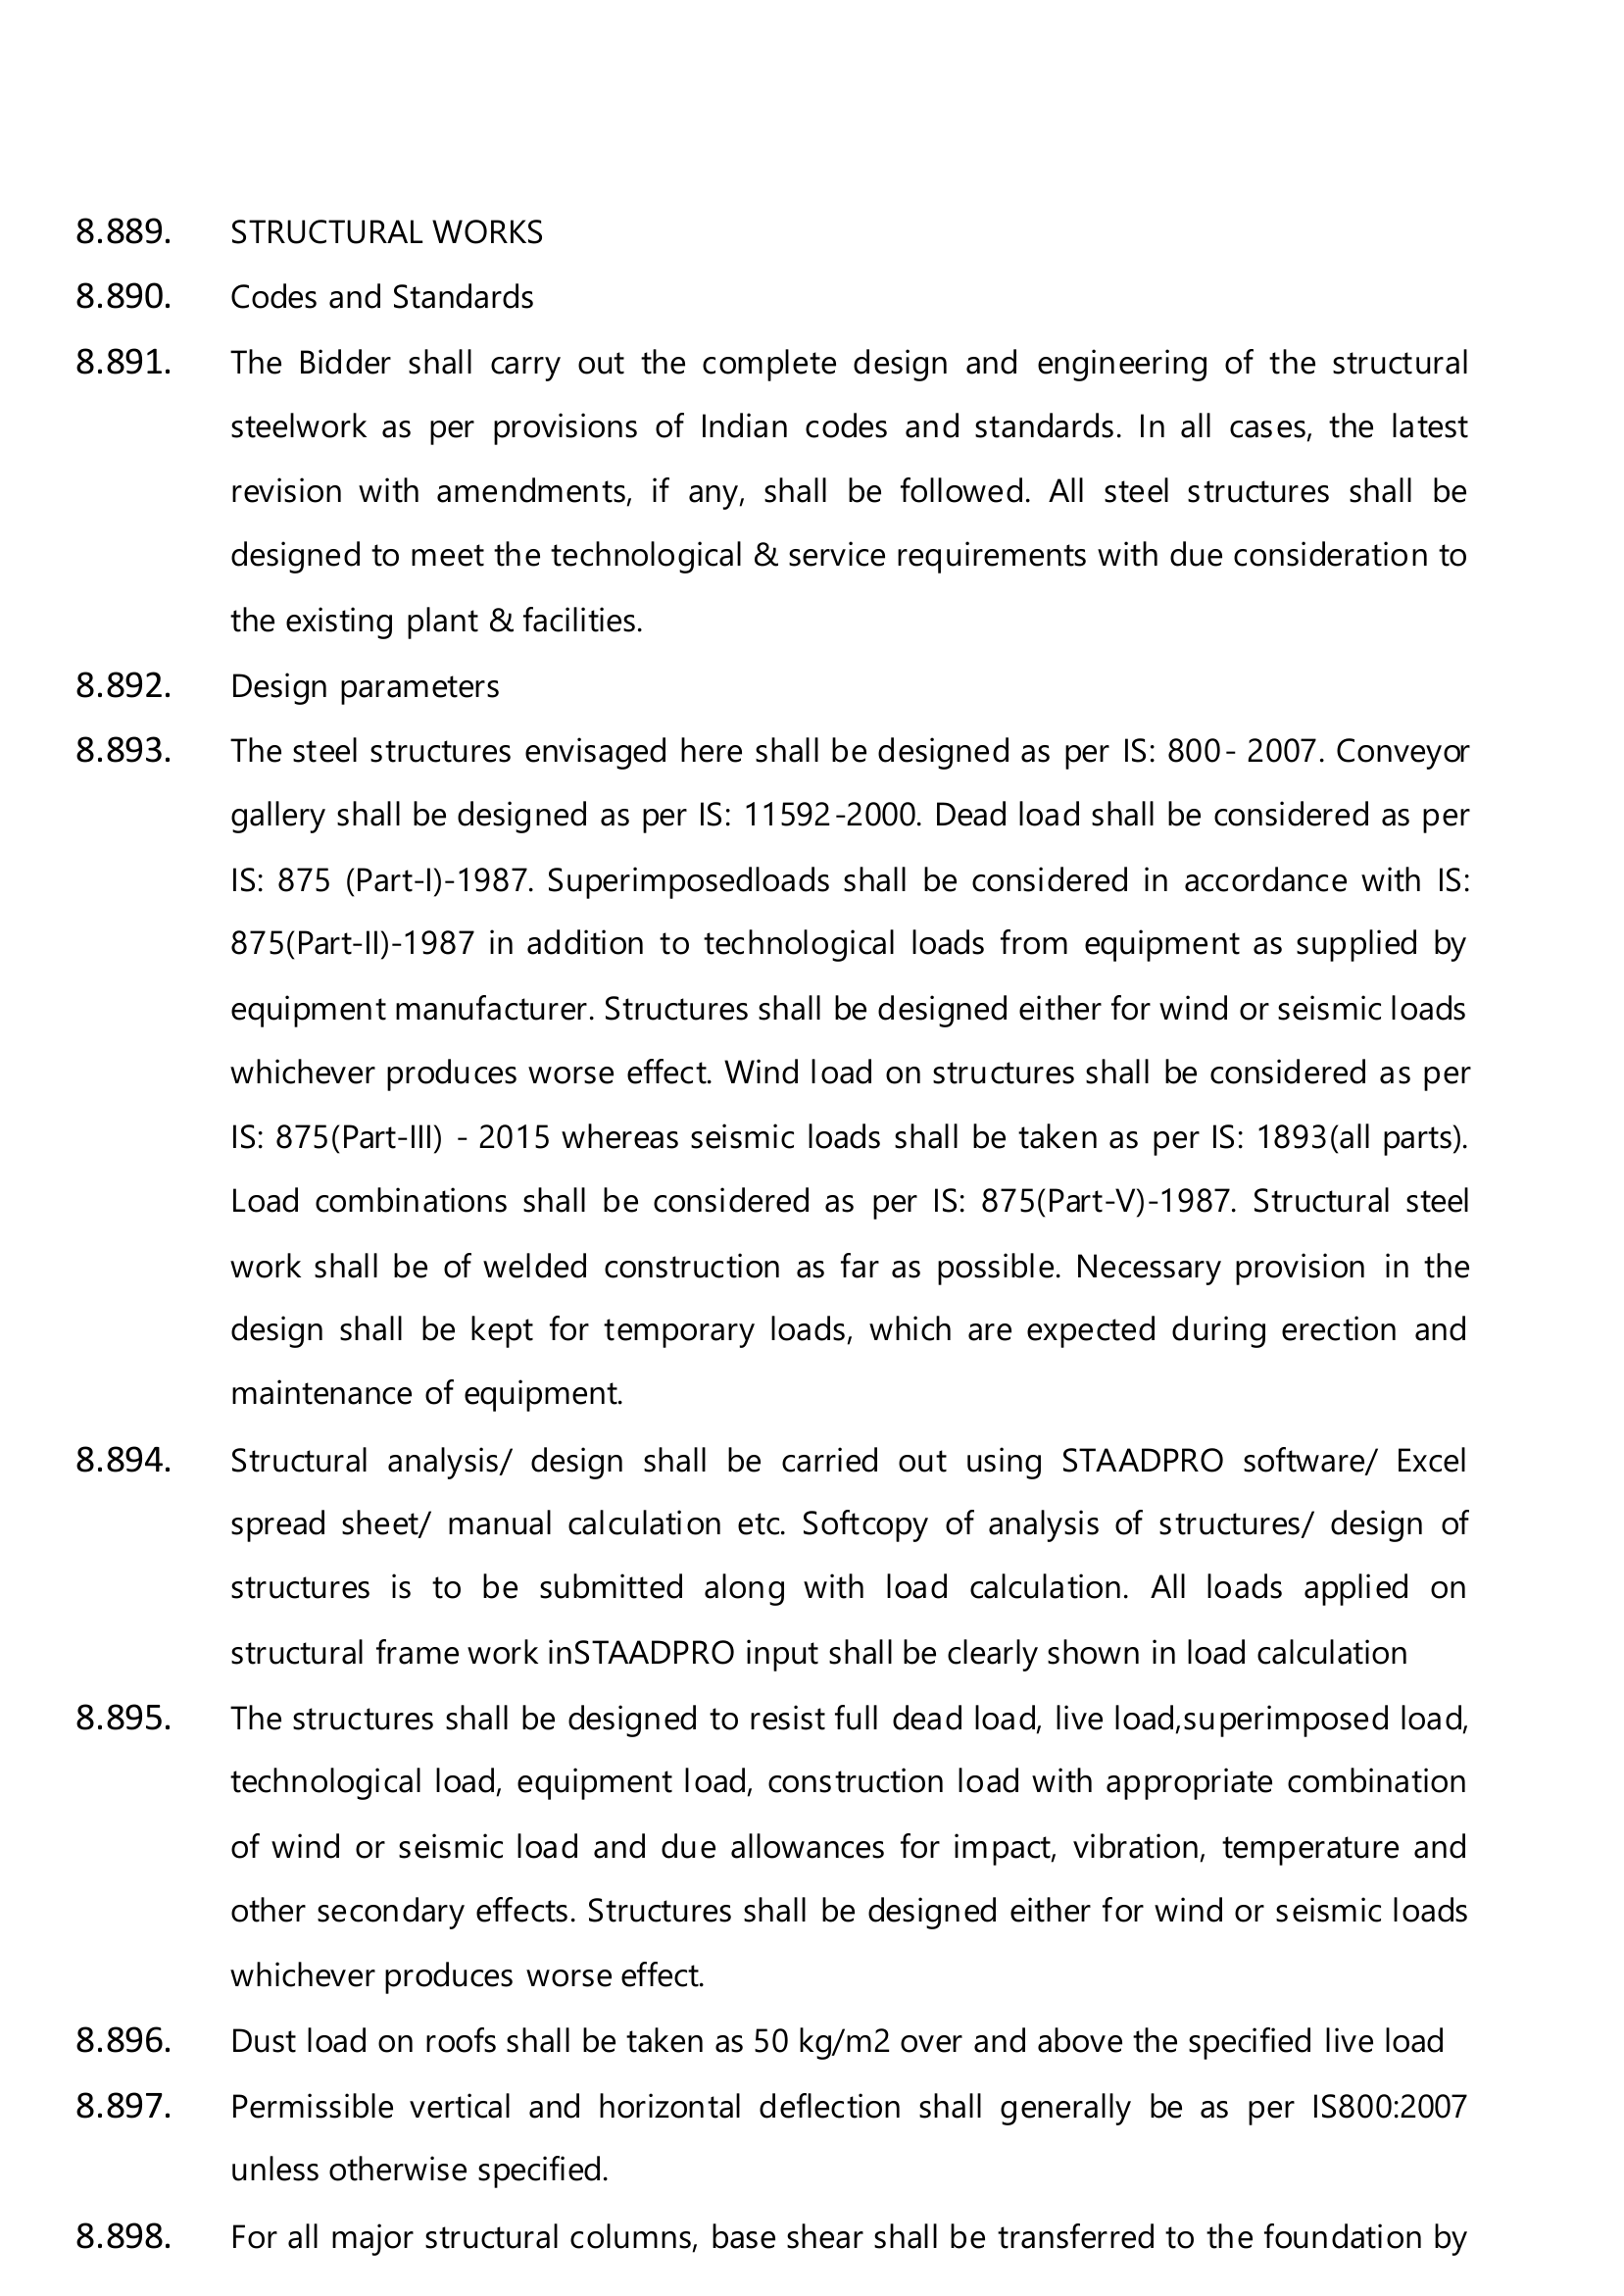 8.889. STRUCTURAL WORKS
8.890. Codes and Standards
8.891. The Bidder shall carry out the complete design and engineering of the structural
steelwork as per provisions of Indian codes and standards. In all cases, the latest
revision with amendments, if any, shall be followed. All steel structures shall be
designed to meet the technological & service requirements with due consideration to
the existing plant & facilities.
8.892. Design parameters
8.893. The steel structures envisaged here shall be designed as per IS: 800- 2007. Conveyor
gallery shall be designed as per IS: 11592-2000. Dead load shall be considered as per
IS: 875 (Part-I)-1987. Superimposedloads shall be considered in accordance with IS:
875(Part-II)-1987 in addition to technological loads from equipment as supplied by
equipment manufacturer. Structures shall be designed either for wind or seismic loads
whichever produces worse effect. Wind load on structures shall be considered as per
IS: 875(Part-III) - 2015 whereas seismic loads shall be taken as per IS: 1893(all parts).
Load combinations shall be considered as per IS: 875(Part-V)-1987. Structural steel
work shall be of welded construction as far as possible. Necessary provision in the
design shall be kept for temporary loads, which are expected during erection and
maintenance of equipment.
8.894. Structural analysis/ design shall be carried out using STAADPRO software/ Excel
spread sheet/ manual calculation etc. Softcopy of analysis of structures/ design of
structures is to be submitted along with load calculation. All loads applied on
structural frame work inSTAADPRO input shall be clearly shown in load calculation
8.895. The structures shall be designed to resist full dead load, live load,superimposed load,
technological load, equipment load, construction load with appropriate combination
of wind or seismic load and due allowances for impact, vibration, temperature and
other secondary effects. Structures shall be designed either for wind or seismic loads
whichever produces worse effect.
8.896. Dust load on roofs shall be taken as 50 kg/m2 over and above the specified live load
8.897. Permissible vertical and horizontal deflection shall generally be as per IS800:2007
unless otherwise specified.
8.898. For all major structural columns, base shear shall be transferred to the foundation by